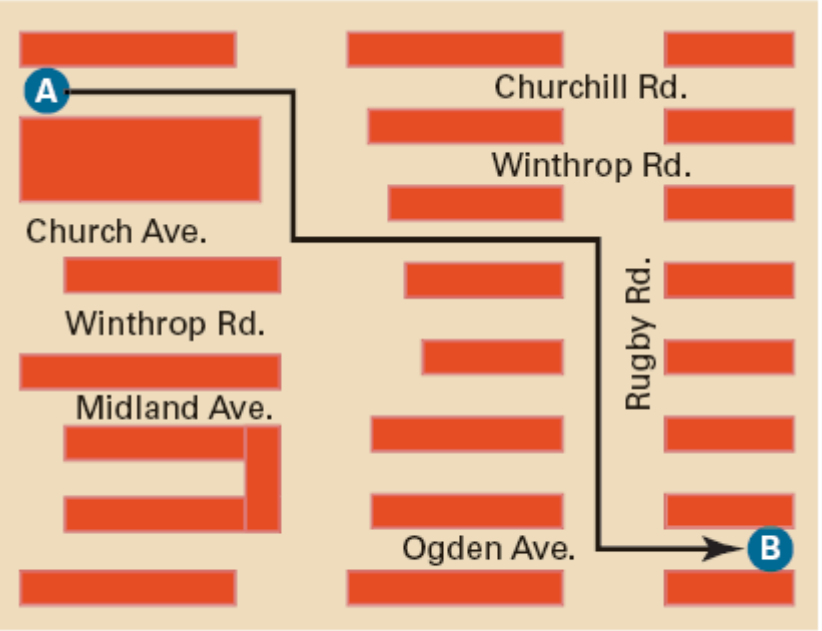 A
Churchill Rd.
Winthrop Rd.
Church Ave.
Rugby Rd.
Winthrop Rd.
Midland Ave.
Ogden Ave.
B